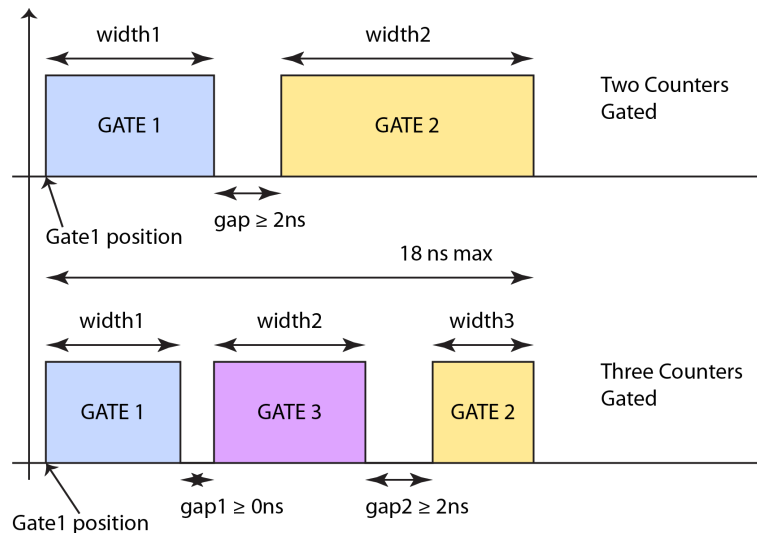 width1
width2
GATE 1
GATE 2
Two Counters
Gated
gap ≥ 2ns
Gate1 position
18 ns max
width1
width2
width3
GATE 1
GATE 3
GATE 2
Three Counters
Gated
gap1 ≥ 0ns
gap2 ≥ 2ns
Gate1 position